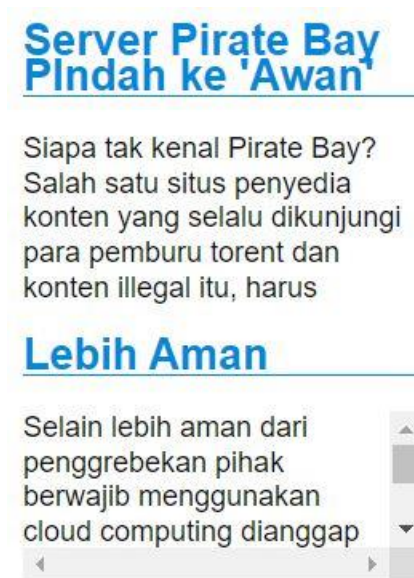 Server Pirate Bay
PIndah ke 'Awan'
Siapa tak kenal Pirate Bay?
Salah satu situs penyedia
konten yang selalu dikunjungi
para pemburu torent dan
konten illegal itu, harus
Lebih Aman
Selain lebih aman dari
penggrebekan pihak
berwajib menggunakan
cloud computing dianggap